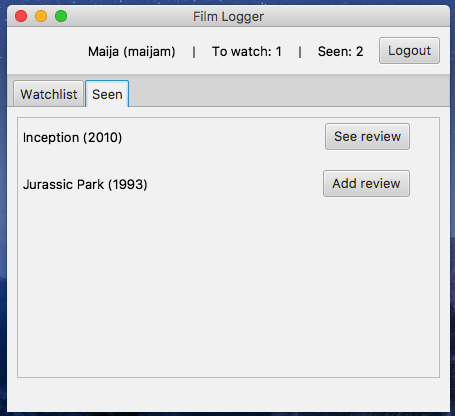 Film Logger
Maija (maijam) | To watch: 1 | Seen: 2 Logout
Watchlist Seen
Inception (2010) See review
Jurassic Park (1993) Add review